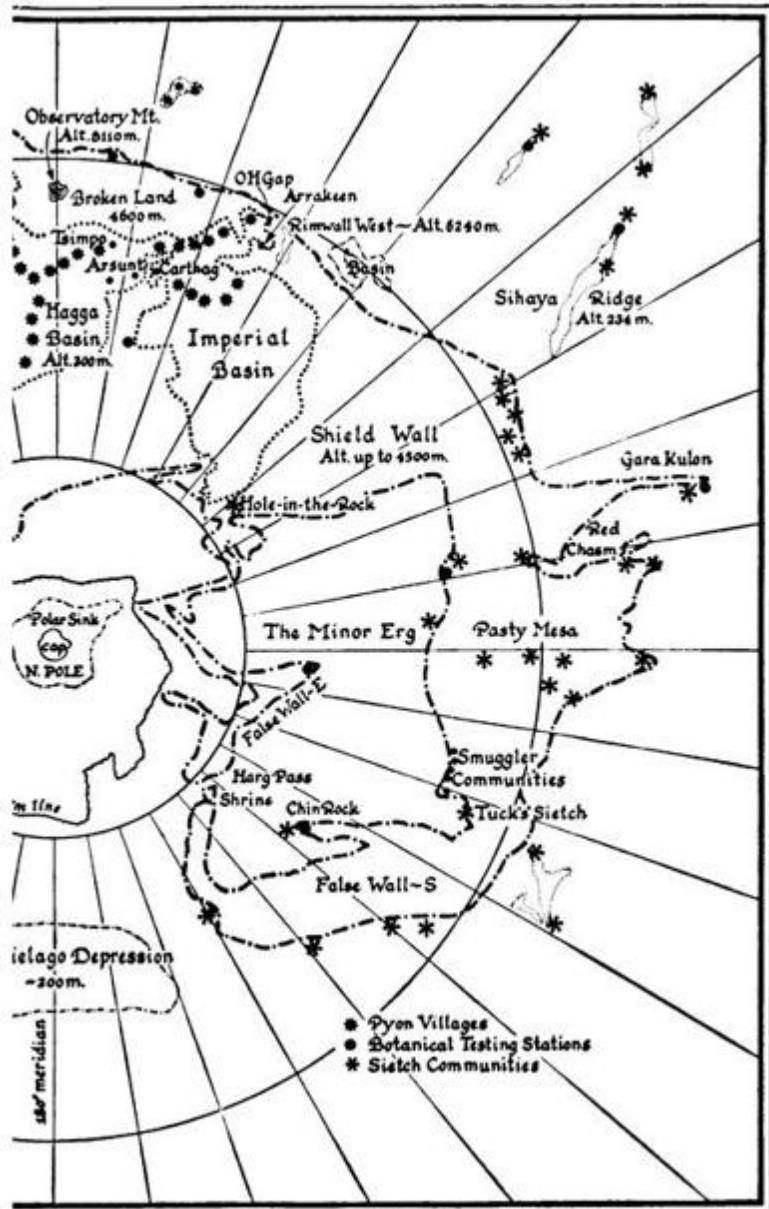 Observatory Mt.
Alt. 8110 m.
Broken Land
4600 m.
OH Gap
Arrakeen
Rimwall West ~ Alt. 6240 m.
Tsimpo
Arsunt
Carthag
Basin
Hagga
Basin
Alt. 200 m.
Imperial
Basin
Sihaya
Ridge
Alt 234 m.
Shield Wall
Alt. up to 4500 m.
Gara Kulon
Hole-in-the-Rock
Red
Chasm
Polar Sink
cap
N. POLE
The Minor Erg
Pasty Mesa
False Wall-E
Harg Pass
Shrine
Smuggler
Communities
Chin Rock
Tuck's Sietch
m line
False Wall-S
ielago Depression
-200 m.
Pyon Villages
Botanical Testing Stations
Sietch Communities
180° meridian